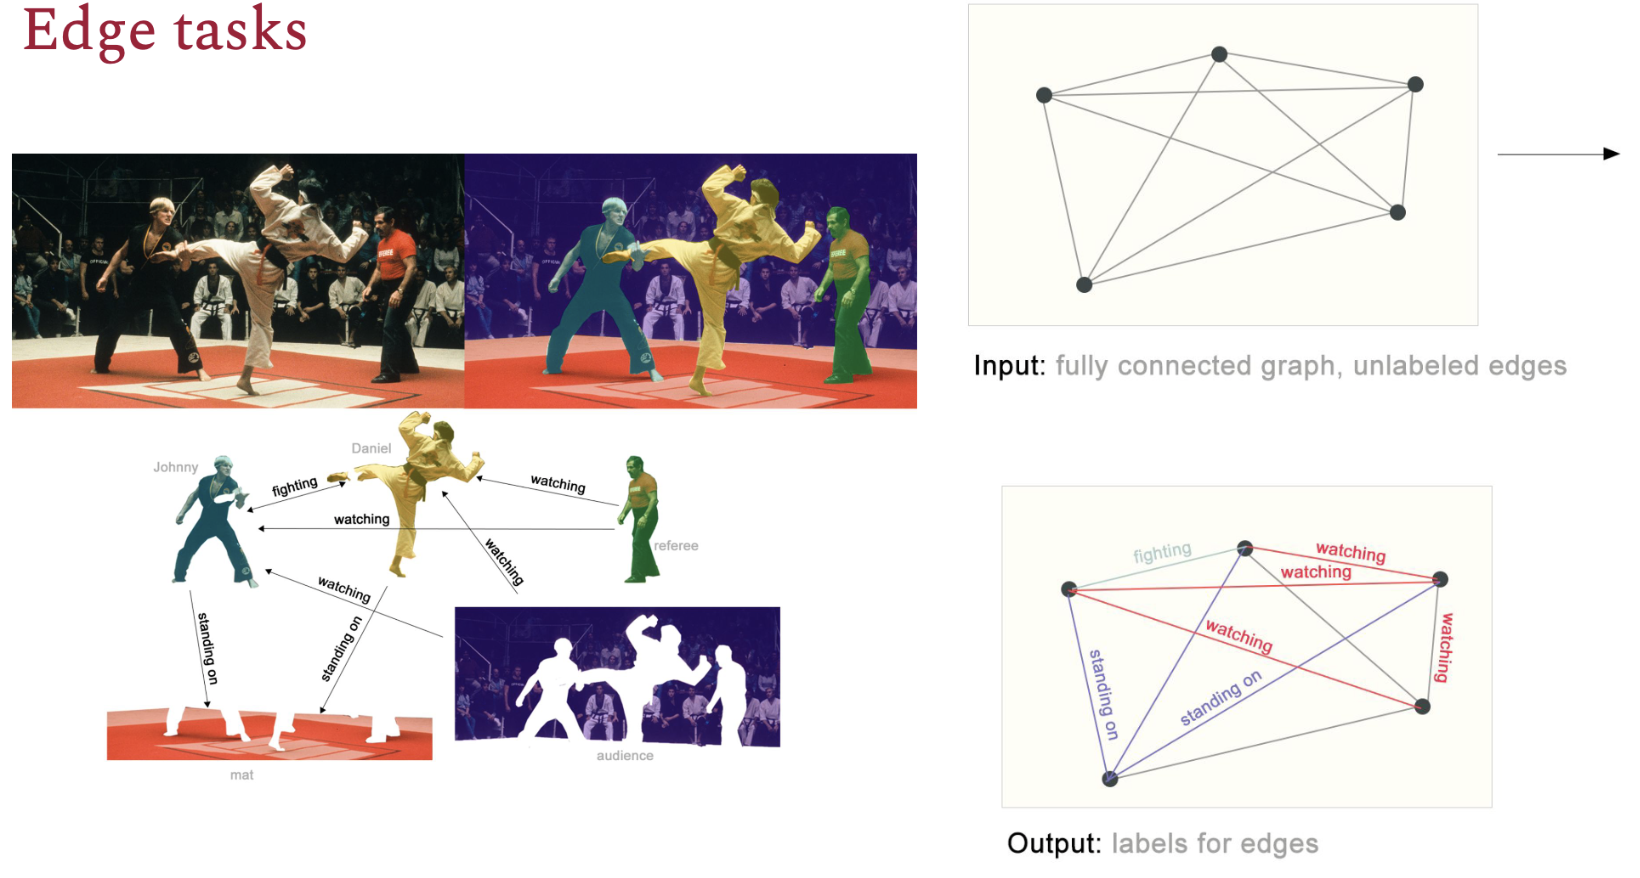 Edge tasks
Input: fully connected graph, unlabeled edges
Johnny
Daniel
fighting
watching
watching
referee
watching
watching
standing on
standing on
mat
audience
fighting
watching
watching
watching
watching
standing on
standing on
Output: labels for edges